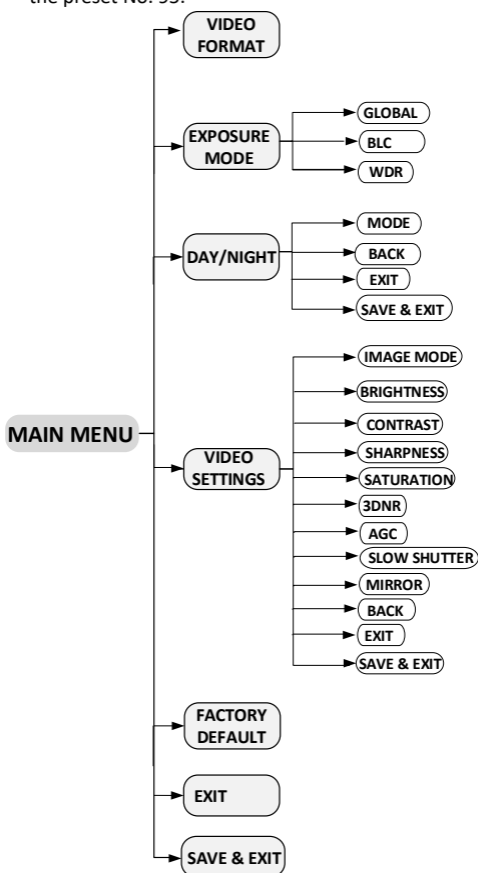 the preset No. 95.
VIDEO
FORMAT
EXPOSURE
MODE
GLOBAL
BLC
WDR
DAY/NIGHT
MODE
BACK
EXIT
SAVE & EXIT
MAIN MENU
VIDEO
SETTINGS
IMAGE MODE
BRIGHTNESS
CONTRAST
SHARPNESS
SATURATION
3DNR
AGC
SLOW SHUTTER
MIRROR
BACK
EXIT
SAVE & EXIT
FACTORY
DEFAULT
EXIT
SAVE & EXIT